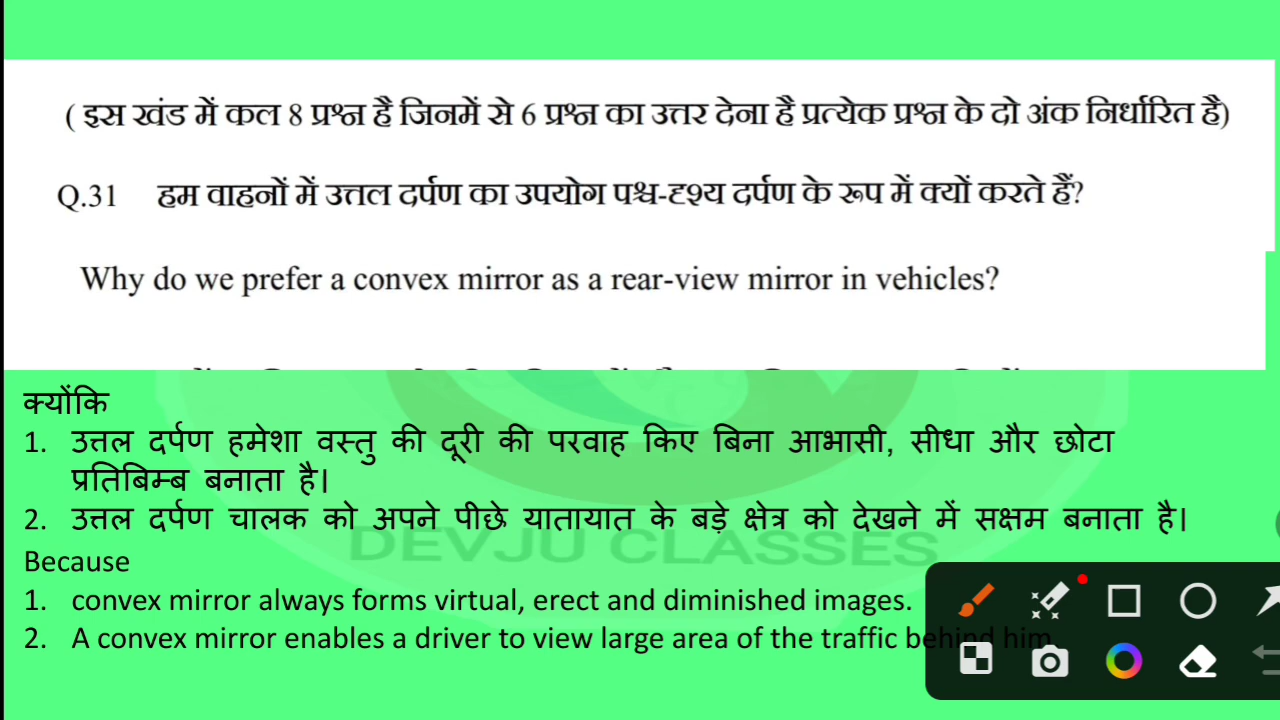 ( इस खंड में कल 8 प्रश्न है जिनमें से 6 प्रश्न का उत्तर देना है प्रत्येक प्रश्न के दो अंक निर्धारित है)
Q.31 हम वाहनों में उत्तल दर्पण का उपयोग पश्च-दृश्य दर्पण के रूप में क्यों करते हैं?
Why do we prefer a convex mirror as a rear-view mirror in vehicles?
क्योंकि
1. उत्तल दर्पण हमेशा वस्तु की दूरी की परवाह किए बिना आभासी, सीधा और छोटा
प्रतिबिम्ब बनाता है।
2. उत्तल दर्पण चालक को अपने पीछे यातायात के बड़े क्षेत्र को देखने में सक्षम बनाता है।
DEVJU CLASSES
Because
1. convex mirror always forms virtual, erect and diminished images.
2. A convex mirror enables a driver to view large area of the traffic behind him